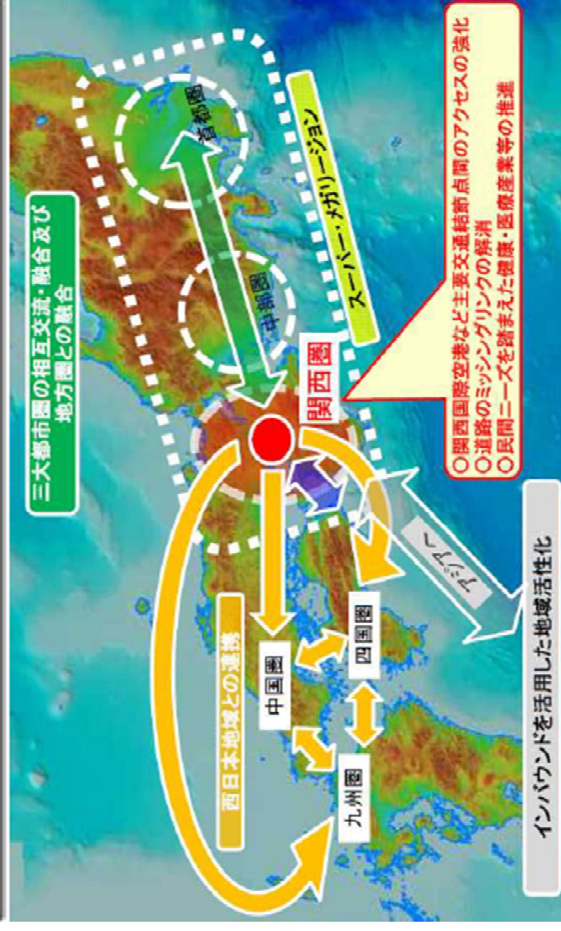 三大都市圏の相互交流・融合及び
地方圏との融合
首都圏
中部圏
スーパー・メガリージョン
関西圏
西日本地域との連携
中国圏
四国圏
九州圏
アジアへ
○関西国際空港など主要交通結節点間のアクセスの強化
○道路のミッシングリンクの解消
○民間ニーズを踏まえた健康・医療産業等の推進
インバウンドを活用した地域活性化